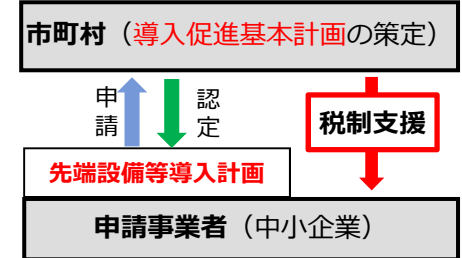 市町村（導入促進基本計画の策定）
申請
認定
税制支援
先端設備等導入計画
申請事業者（中小企業）